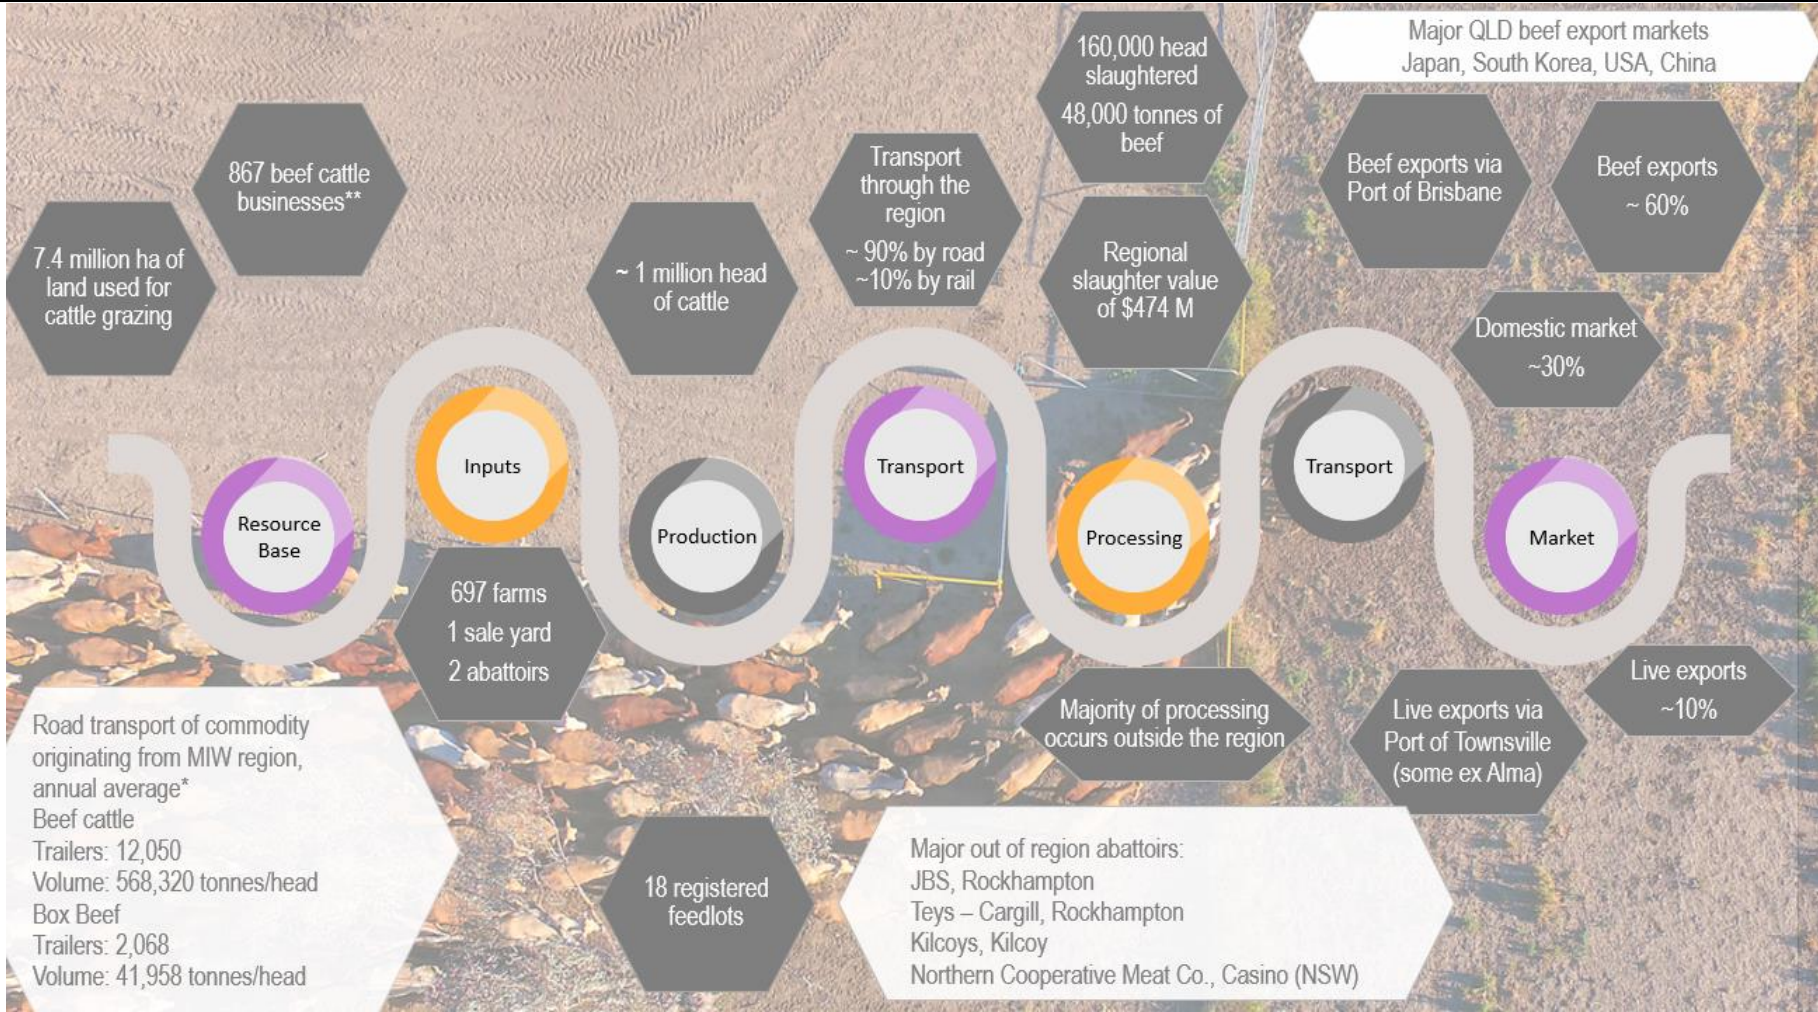 7.4 million ha of
land used for
cattle grazing
867 beef cattle
businesses**
~ 1 million head
of cattle
Transport
through the
region
~ 90% by road
~10% by rail
160,000 head
slaughtered
48,000 tonnes of
beef
Regional
slaughter value
of $474 M
Major QLD beef export markets
Japan, South Korea, USA, China
Beef exports via
Port of Brisbane
Beef exports
~ 60%
Domestic market
~30%
Resource
Base
Inputs
Production
Transport
Processing
Transport
Market
697 farms
1 sale yard
2 abattoirs
Majority of processing
occurs outside the region
Live exports via
Port of Townsville
(some ex Alma)
Live exports
~10%
Road transport of commodity
originating from MIW region,
annual average*
Beef cattle
Trailers: 12,050
Volume: 568,320 tonnes/head
Box Beef
Trailers: 2,068
Volume: 41,958 tonnes/head
18 registered
feedlots
Major out of region abattoirs:
JBS, Rockhampton
Teys – Cargill, Rockhampton
Kilcoys, Kilcoy
Northern Cooperative Meat Co., Casino (NSW)